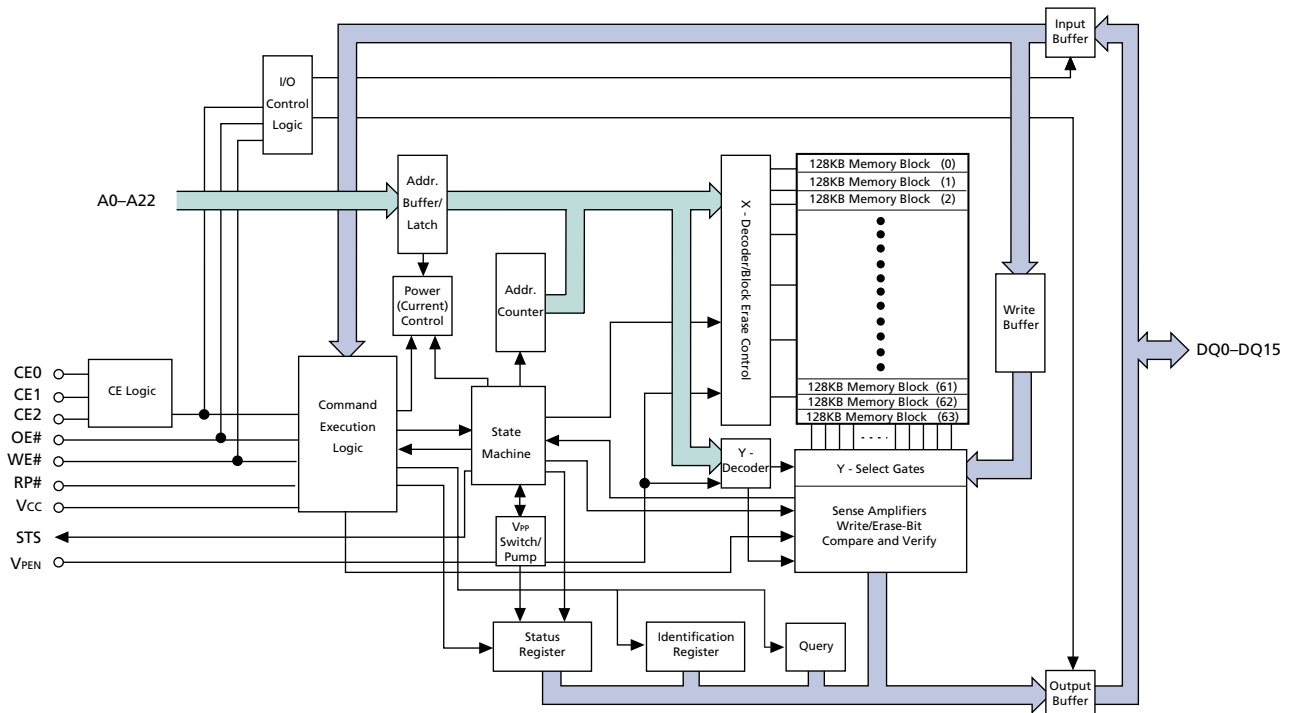 Input
Buffer
I/O
Control
Logic
A0–A22
Addr.
Buffer/
Latch
X - Decoder/Block Erase Control
128KB Memory Block (0)
128KB Memory Block (1)
128KB Memory Block (2)
Power
(Current)
Control
Addr.
Counter
Write
Buffer
DQ0–DQ15
CE0
CE1
CE2
OE#
WE#
RP#
VCC
STS
VPEN
CE Logic
Command
Execution
Logic
State
Machine
128KB Memory Block (61)
128KB Memory Block (62)
128KB Memory Block (63)
Y -
Decoder
Y - Select Gates
Sense Amplifiers
Write/Erase-Bit
Compare and Verify
VPP
Switch/
Pump
Status
Register
Identification
Register
Query
Output
Buffer